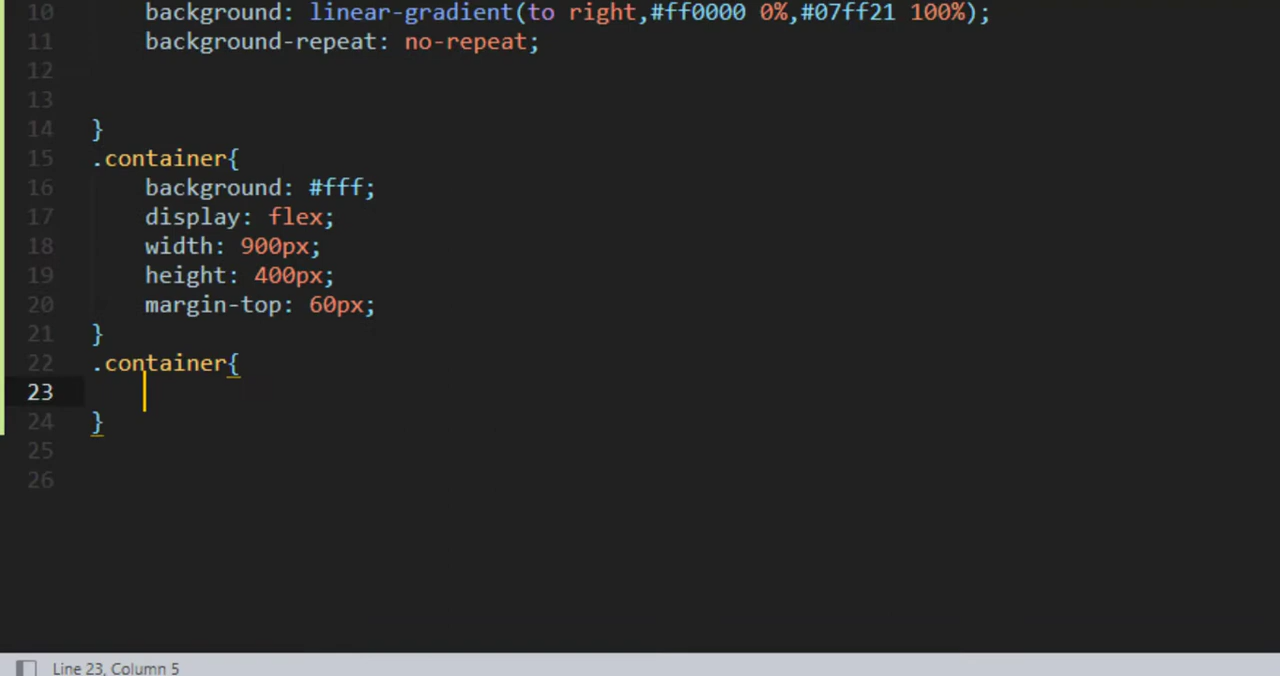 10 background: linear-gradient(to right,#ff0000 0%,#07ff21 100%);
11 background-repeat: no-repeat;
12
13
14 }
15 .container{
16 background: #fff;
17 display: flex;
18 width: 900px;
19 height: 400px;
20 margin-top: 60px;
21 }
22 .container{
23
24 }
25
26
Line 23, Column 5